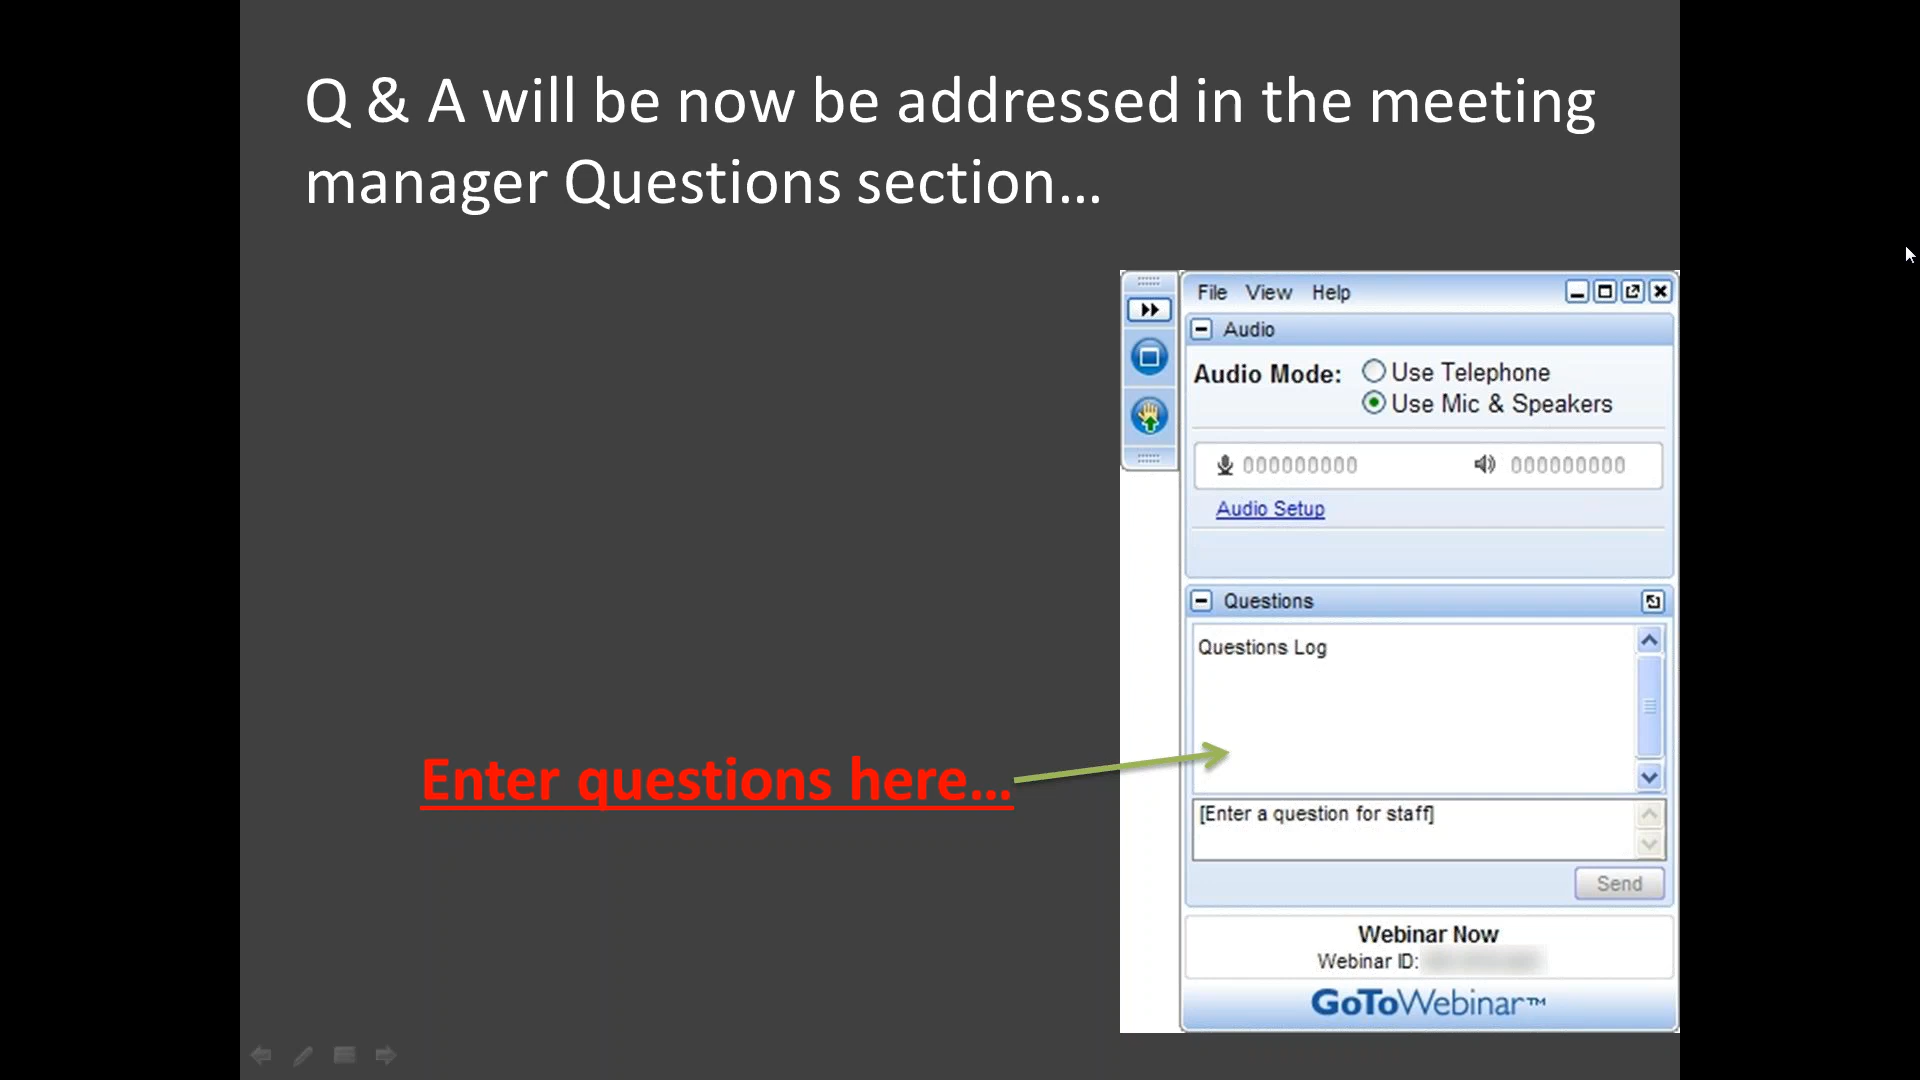 Q & A will be now be addressed in the meeting
manager Questions section...
File View Help
Audio
Audio Mode: Use Telephone
Use Mic & Speakers
000000000 000000000
Audio Setup
Questions
Questions Log
Enter questions here...
[Enter a question for staff]
Send
Webinar Now
Webinar ID:
GoToWebinar™